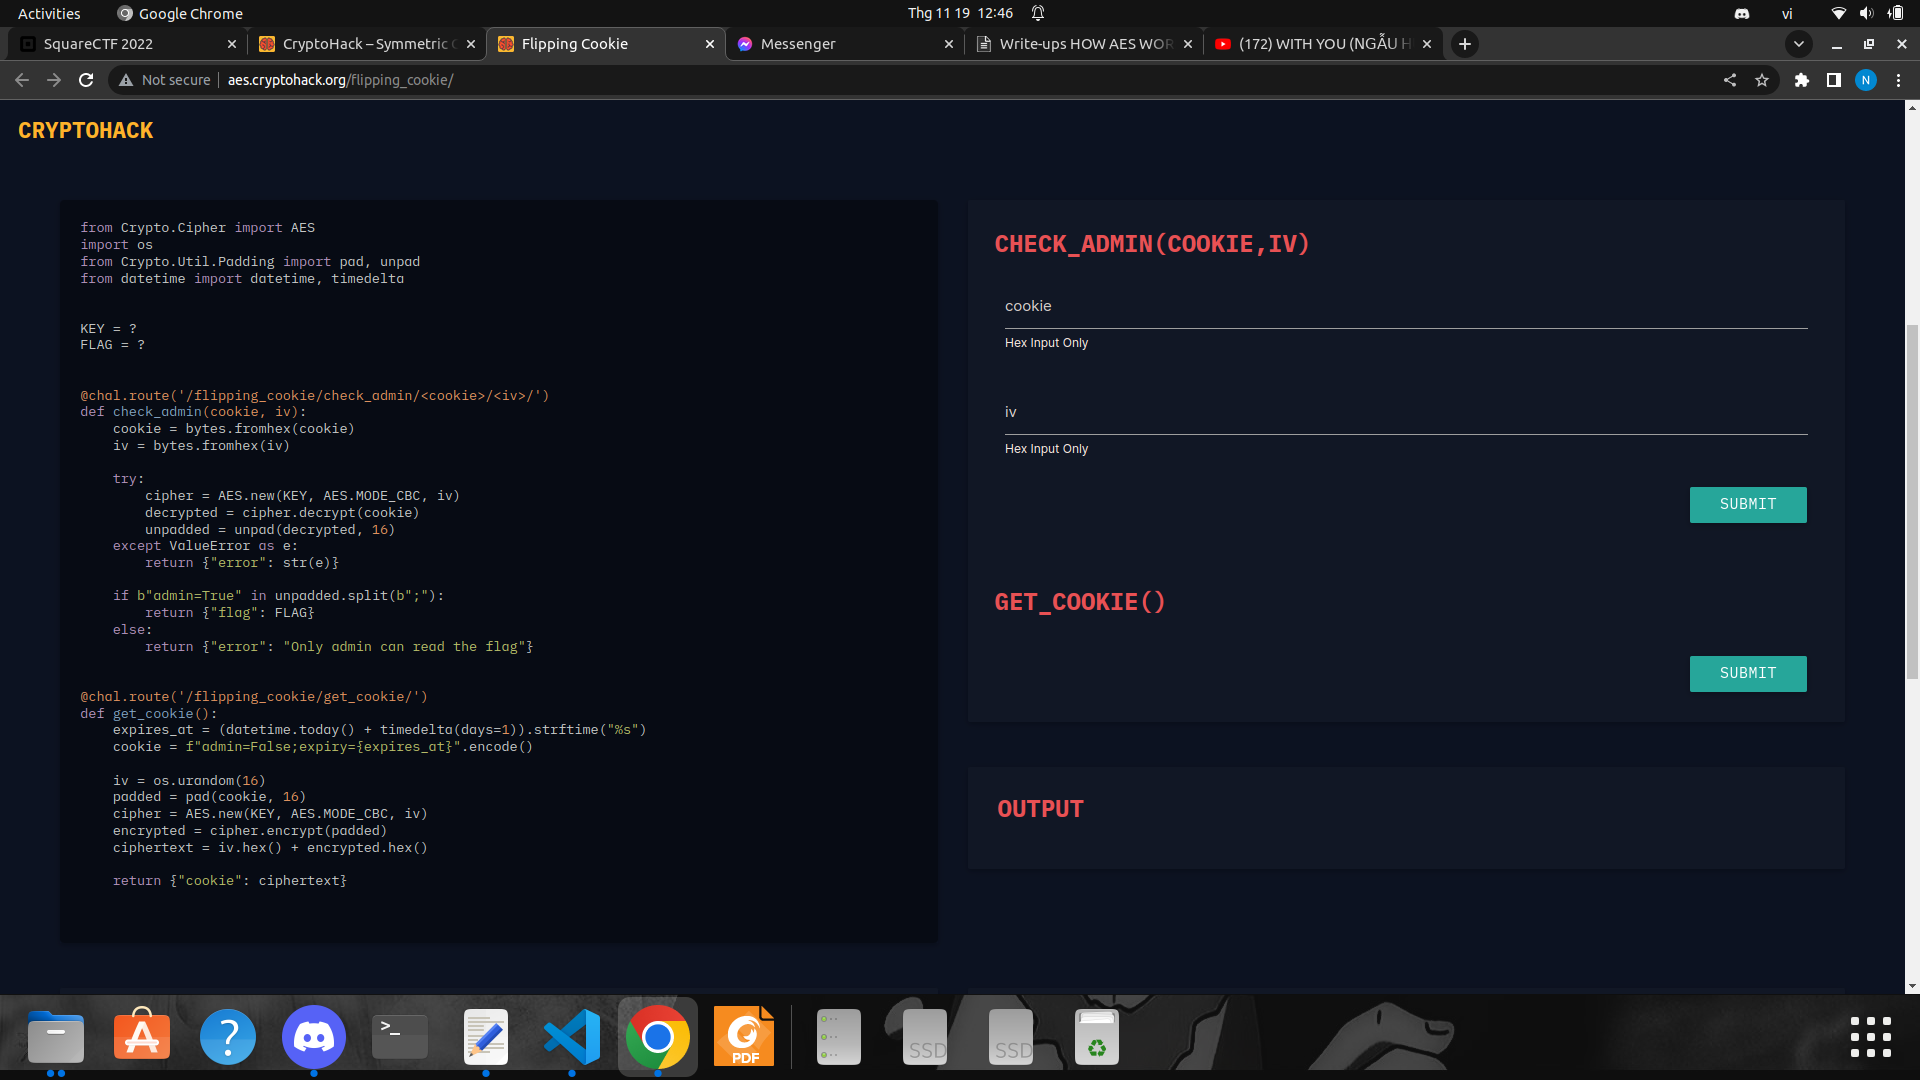 Activities
Google Chrome
Thg 11 19 12:46
vi
SquareCTF 2022
CryptoHack – Symmetric C
Flipping Cookie
Messenger
Write-ups HOW AES WOR
(172) WITH YOU (NGẪU H
Not secure
aes.cryptohack.org/flipping_cookie/
N
CRYPTOHACK
from Crypto.Cipher import AES
import os
from Crypto.Util.Padding import pad, unpad
from datetime import datetime, timedelta
KEY = ?
FLAG = ?
@chal.route('/flipping_cookie/check_admin/<cookie>/<iv>/')
def check_admin(cookie, iv):
    cookie = bytes.fromhex(cookie)
    iv = bytes.fromhex(iv)
    try:
        cipher = AES.new(KEY, AES.MODE_CBC, iv)
        decrypted = cipher.decrypt(cookie)
        unpadded = unpad(decrypted, 16)
    except ValueError as e:
        return {"error": str(e)}
    if b"admin=True" in unpadded.split(b";"):
        return {"flag": FLAG}
    else:
        return {"error": "Only admin can read the flag"}
@chal.route('/flipping_cookie/get_cookie/')
def get_cookie():
    expires_at = (datetime.today() + timedelta(days=1)).strftime("%s")
    cookie = f"admin=False;expiry={expires_at}".encode()
    iv = os.urandom(16)
    padded = pad(cookie, 16)
    cipher = AES.new(KEY, AES.MODE_CBC, iv)
    encrypted = cipher.encrypt(padded)
    ciphertext = iv.hex() + encrypted.hex()
    return {"cookie": ciphertext}
CHECK_ADMIN(COOKIE,IV)
cookie
Hex Input Only
iv
Hex Input Only
SUBMIT
GET_COOKIE()
SUBMIT
OUTPUT
PDF
SSD
SSD